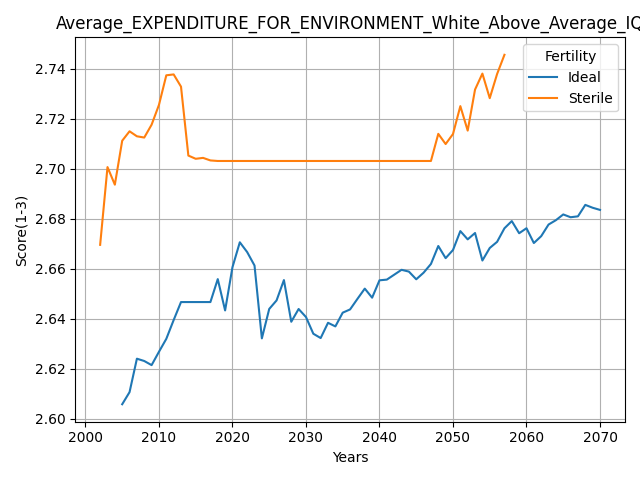 Average_EXPENDITURE_FOR_ENVIRONMENT_White_Above_Average_IQ
Fertility
Ideal
Sterile
2.74
2.72
2.70
2.68
2.66
2.64
2.62
2.60
Score(1-3)
2000 2010 2020 2030 2040 2050 2060 2070
Years